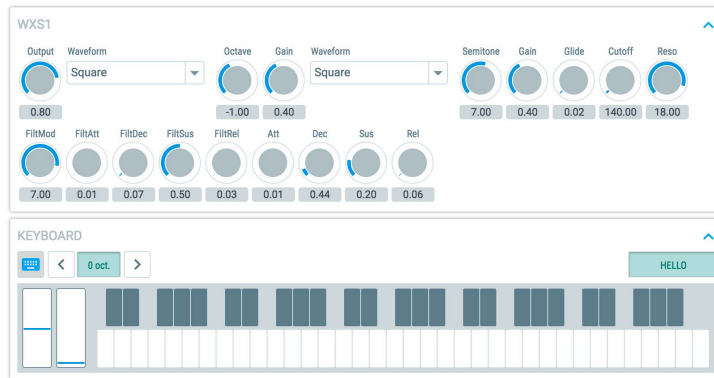 WXS1
Output Waveform Octave Gain Waveform Semitone Gain Glide Cutoff Reso
Square Square
0.80 -1.00 0.40 7.00 0.40 0.02 140.00 18.00
FiltMod FiltAtt FiltDec FiltSus FiltRel Att Dec Sus Rel
7.00 0.01 0.07 0.50 0.03 0.01 0.44 0.20 0.06
KEYBOARD
0 oct. HELLO